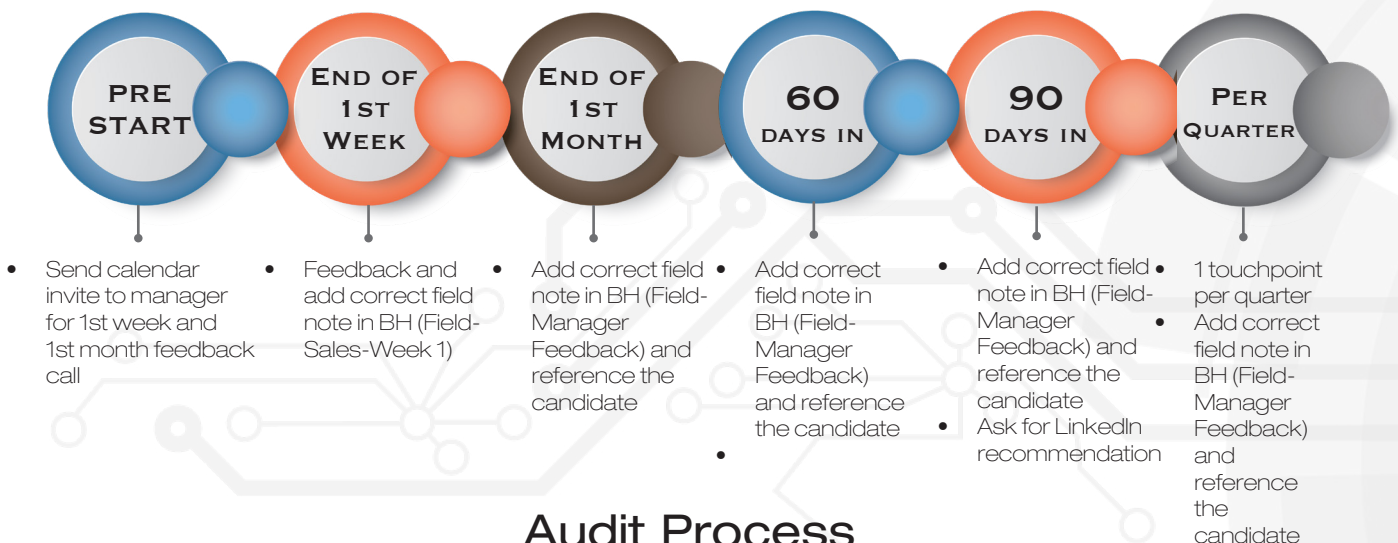 PRE
START
END OF
1ST
WEEK
END OF
1ST
MONTH
60
DAYS IN
90
DAYS IN
PER
QUARTER
• Send calendar
invite to manager
for 1st week and
1st month feedback
call
• Feedback and
add correct field
note in BH (Field-
Sales-Week 1)
• Add correct field
note in BH (Field-
Manager
Feedback) and
reference the
candidate
• Add correct
field note in
BH (Field-
Manager
Feedback)
and reference
the candidate
•
• Add correct field
note in BH (Field-
Manager
Feedback) and
reference the
candidate
• Ask for LinkedIn
recommendation
• 1 touchpoint
per quarter
• Add correct
field note in
BH (Field-
Manager
Feedback)
and
reference
the
candidate
Audit Process